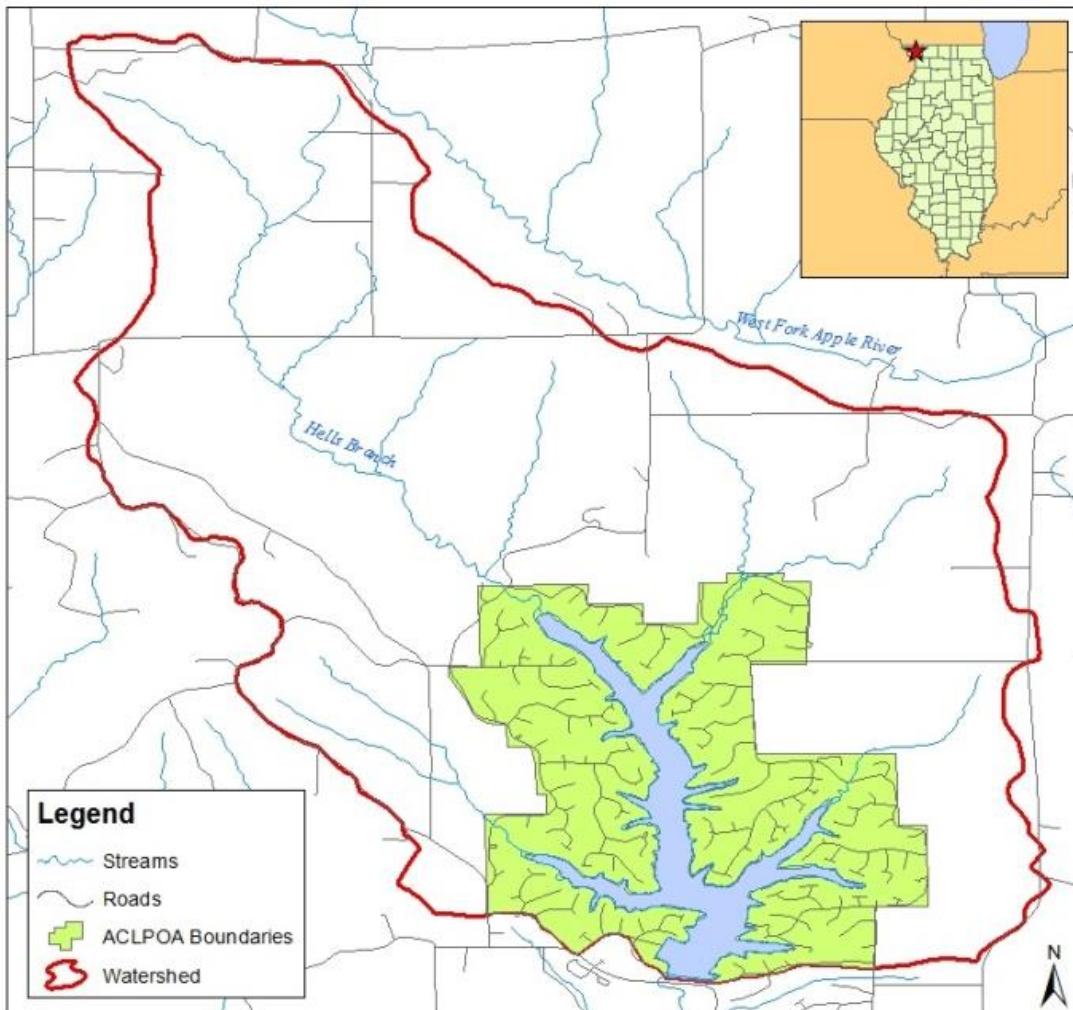 West Fork Apple River
Hells Branch
Legend
Streams
Roads
ACLPOA Boundaries
Watershed
N